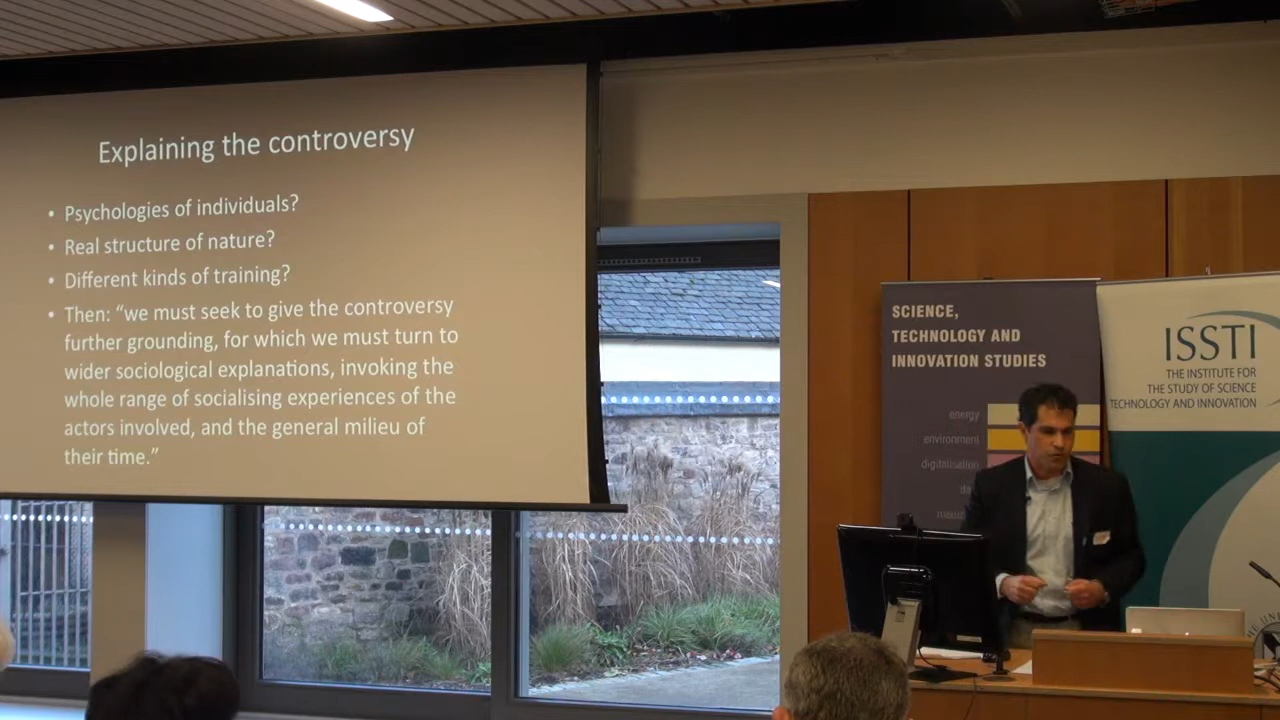 Explaining the controversy
• Psychologies of individuals?
• Real structure of nature?
• Different kinds of training?
• Then: “we must seek to give the controversy
further grounding, for which we must turn to
wider sociological explanations, invoking the
whole range of socialising experiences of the
actors involved, and the general milieu of
their time.”
SCIENCE,
TECHNOLOGY AND
INNOVATION STUDIES
energy
environment
digitalisation
ISSTI
THE INSTITUTE FOR
THE STUDY OF SCIENCE
TECHNOLOGY AND INNOVATION